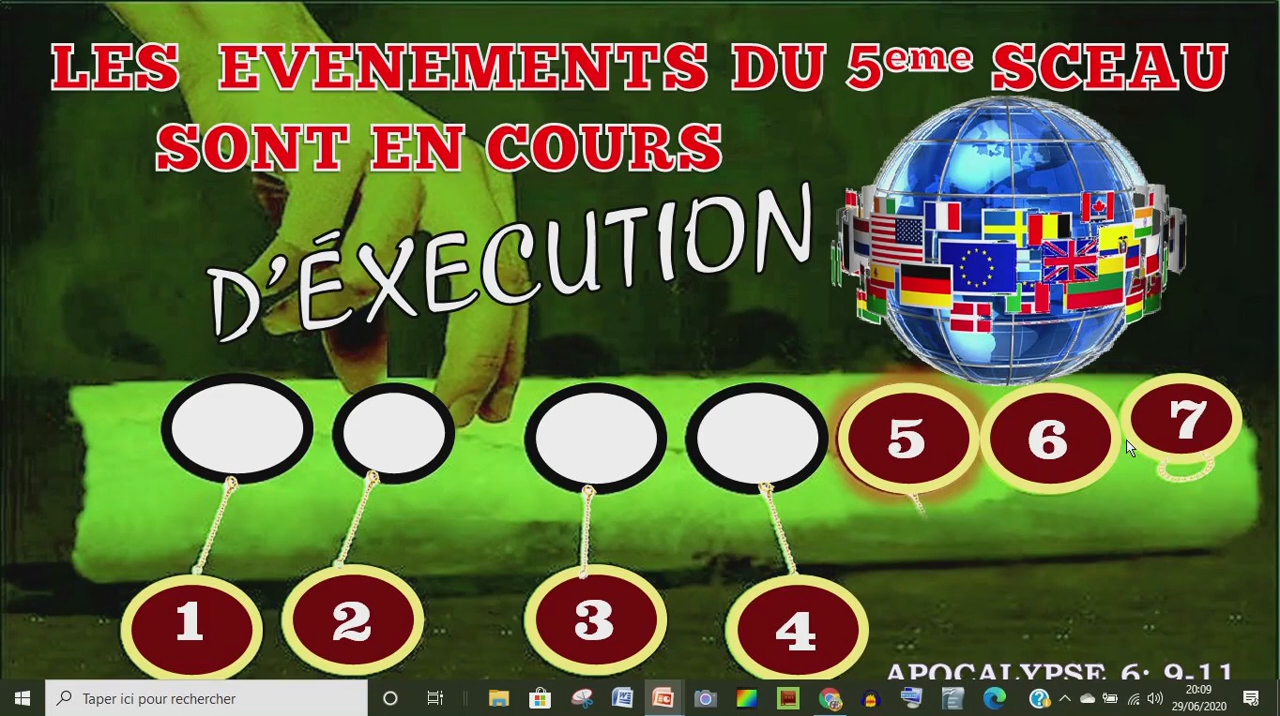 LES EVENEMENTS DU 5eme SCEAU
SONT EN COURS
D'ÉXECUTION
5 6 7
1 2 3 4
APOCALYPSE 6: 9-11
Taper ici pour rechercher
20:09
29/06/2020